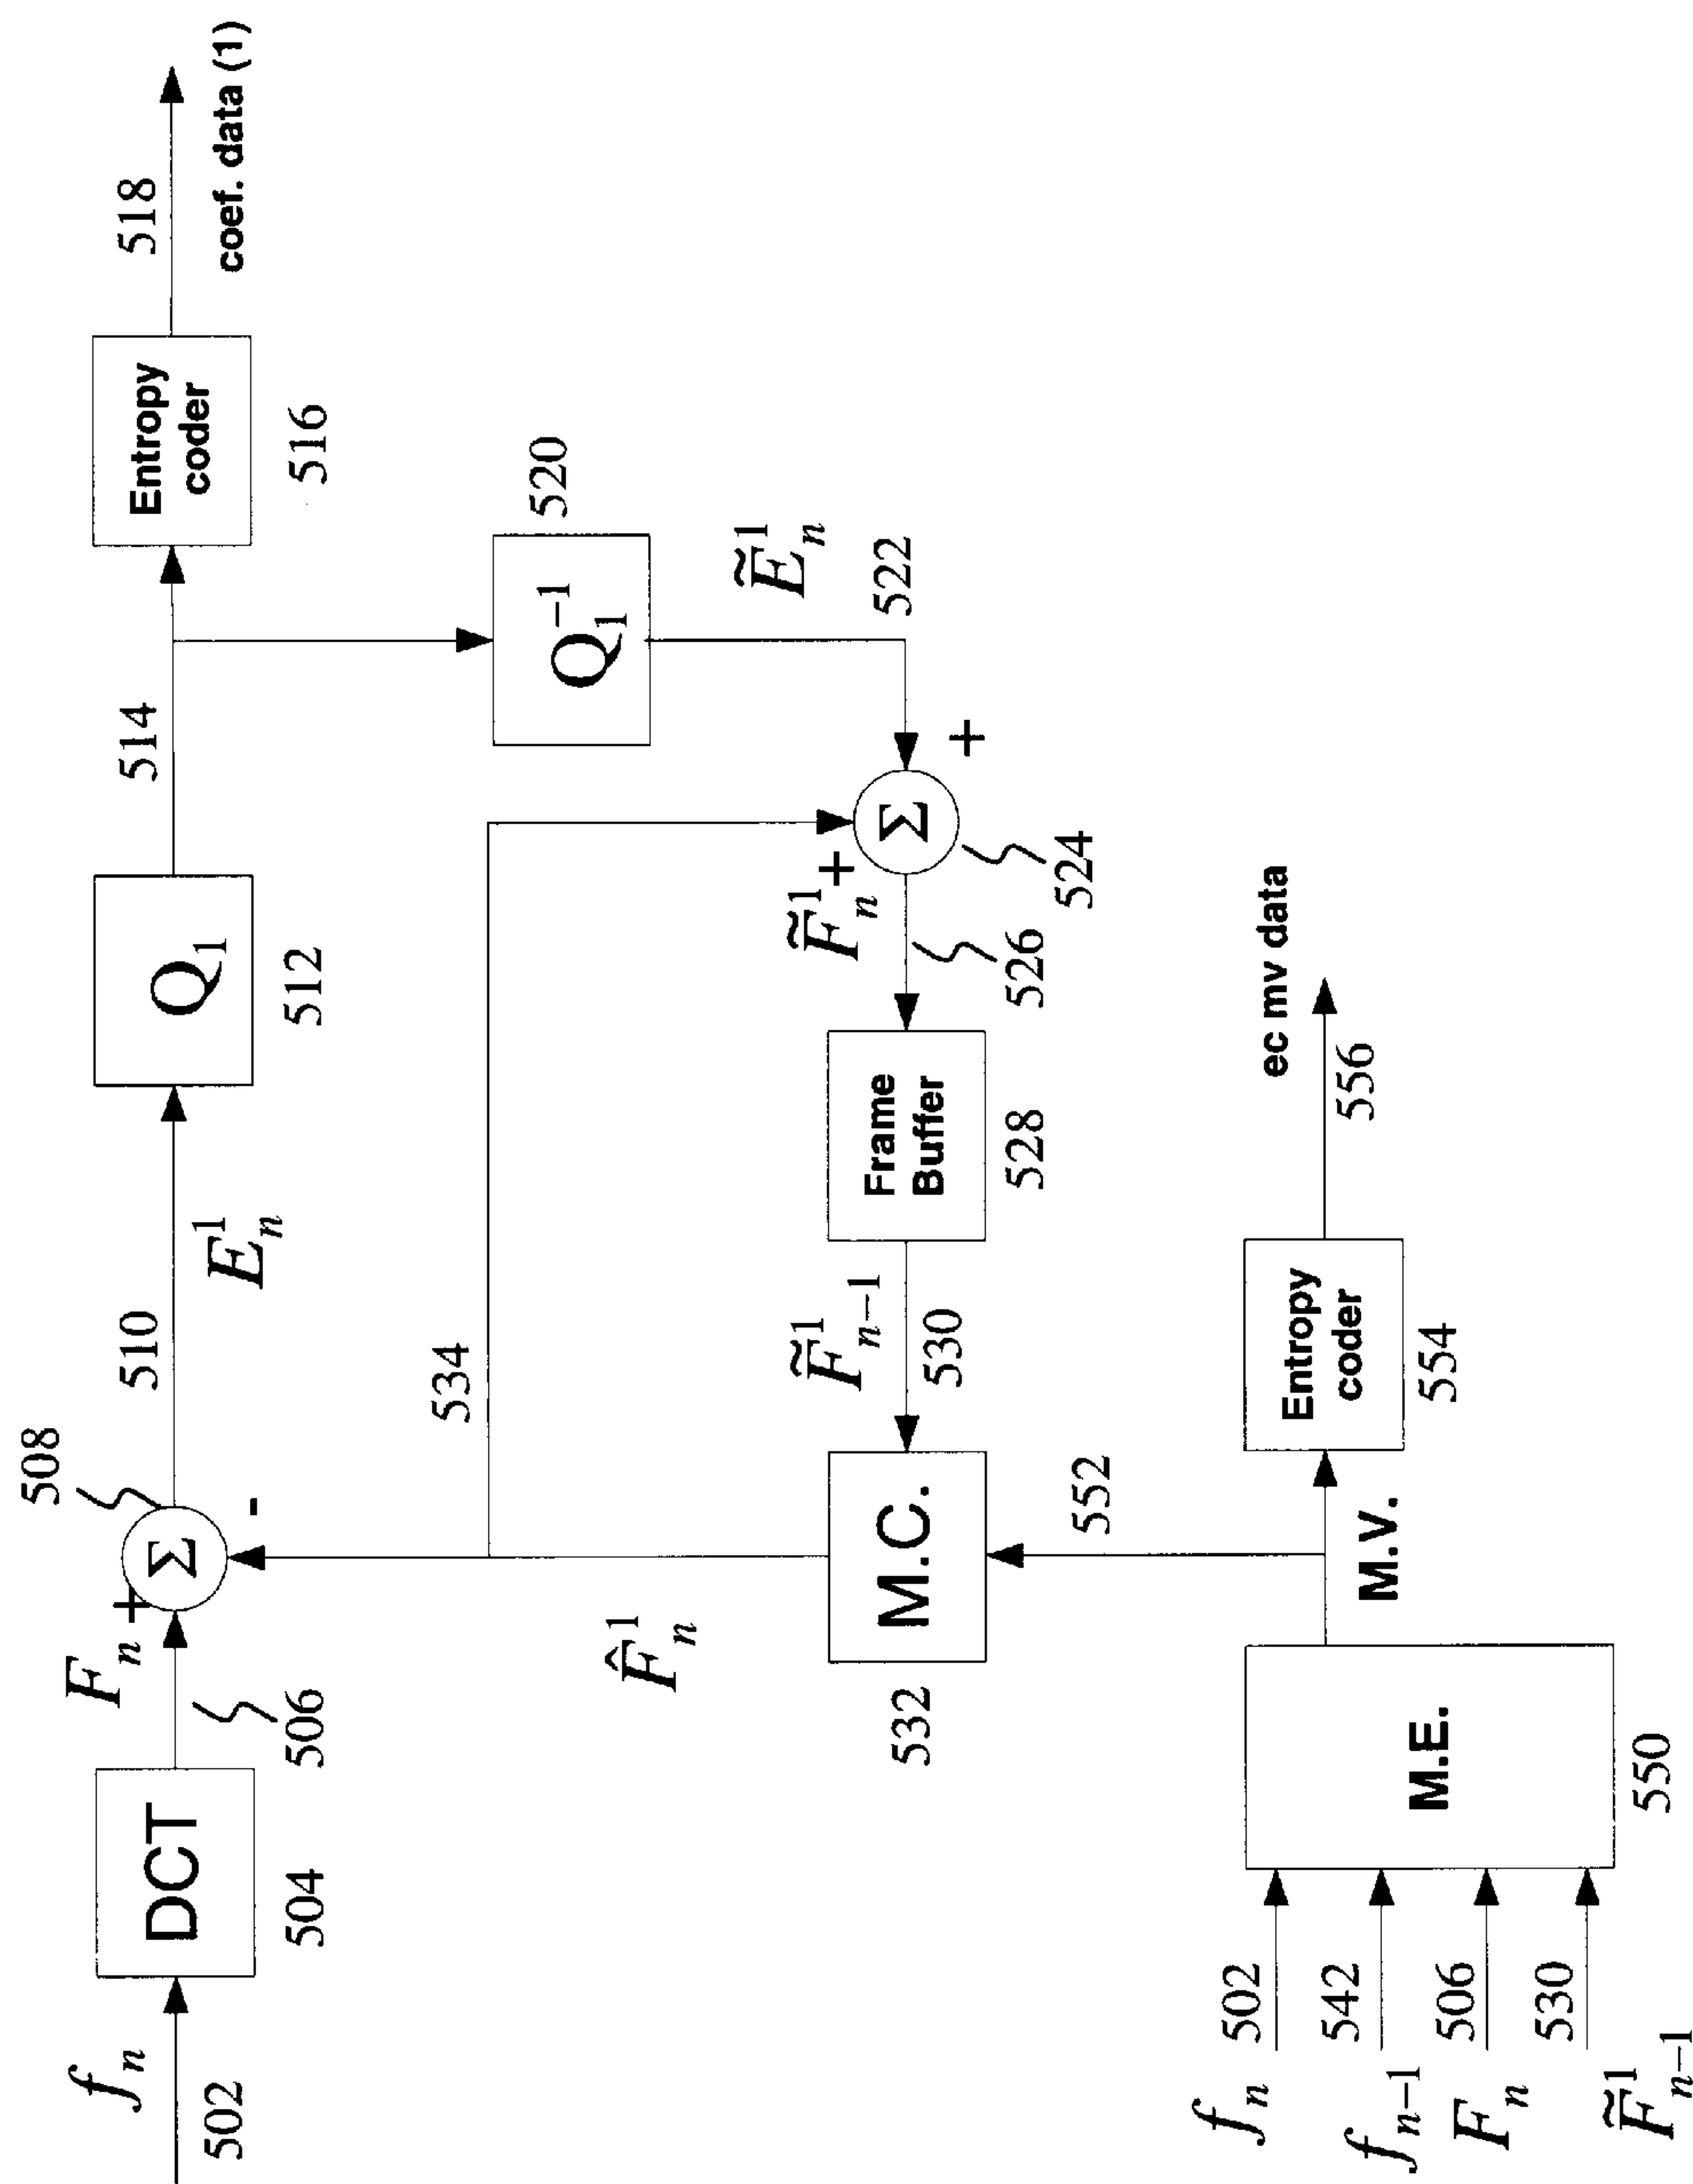 f_n
502
DCT
504
F_n
506
+
Σ
508
-
510
E_n^1
Q_1
512
514
Entropy
coder
516
518
coef. data (1)
Q_1^{-1}
520
Ẽ_n^1
522
+
Σ
+
524
F̃_n^1
526
Frame
Buffer
528
F̃_{n-1}^1
530
534
M.C.
532
F̂_n^1
552
f_n
502
f_{n-1}
542
F_n
506
F̃_{n-1}^1
530
M.E.
550
M.V.
Entropy
coder
554
556
ec mv data